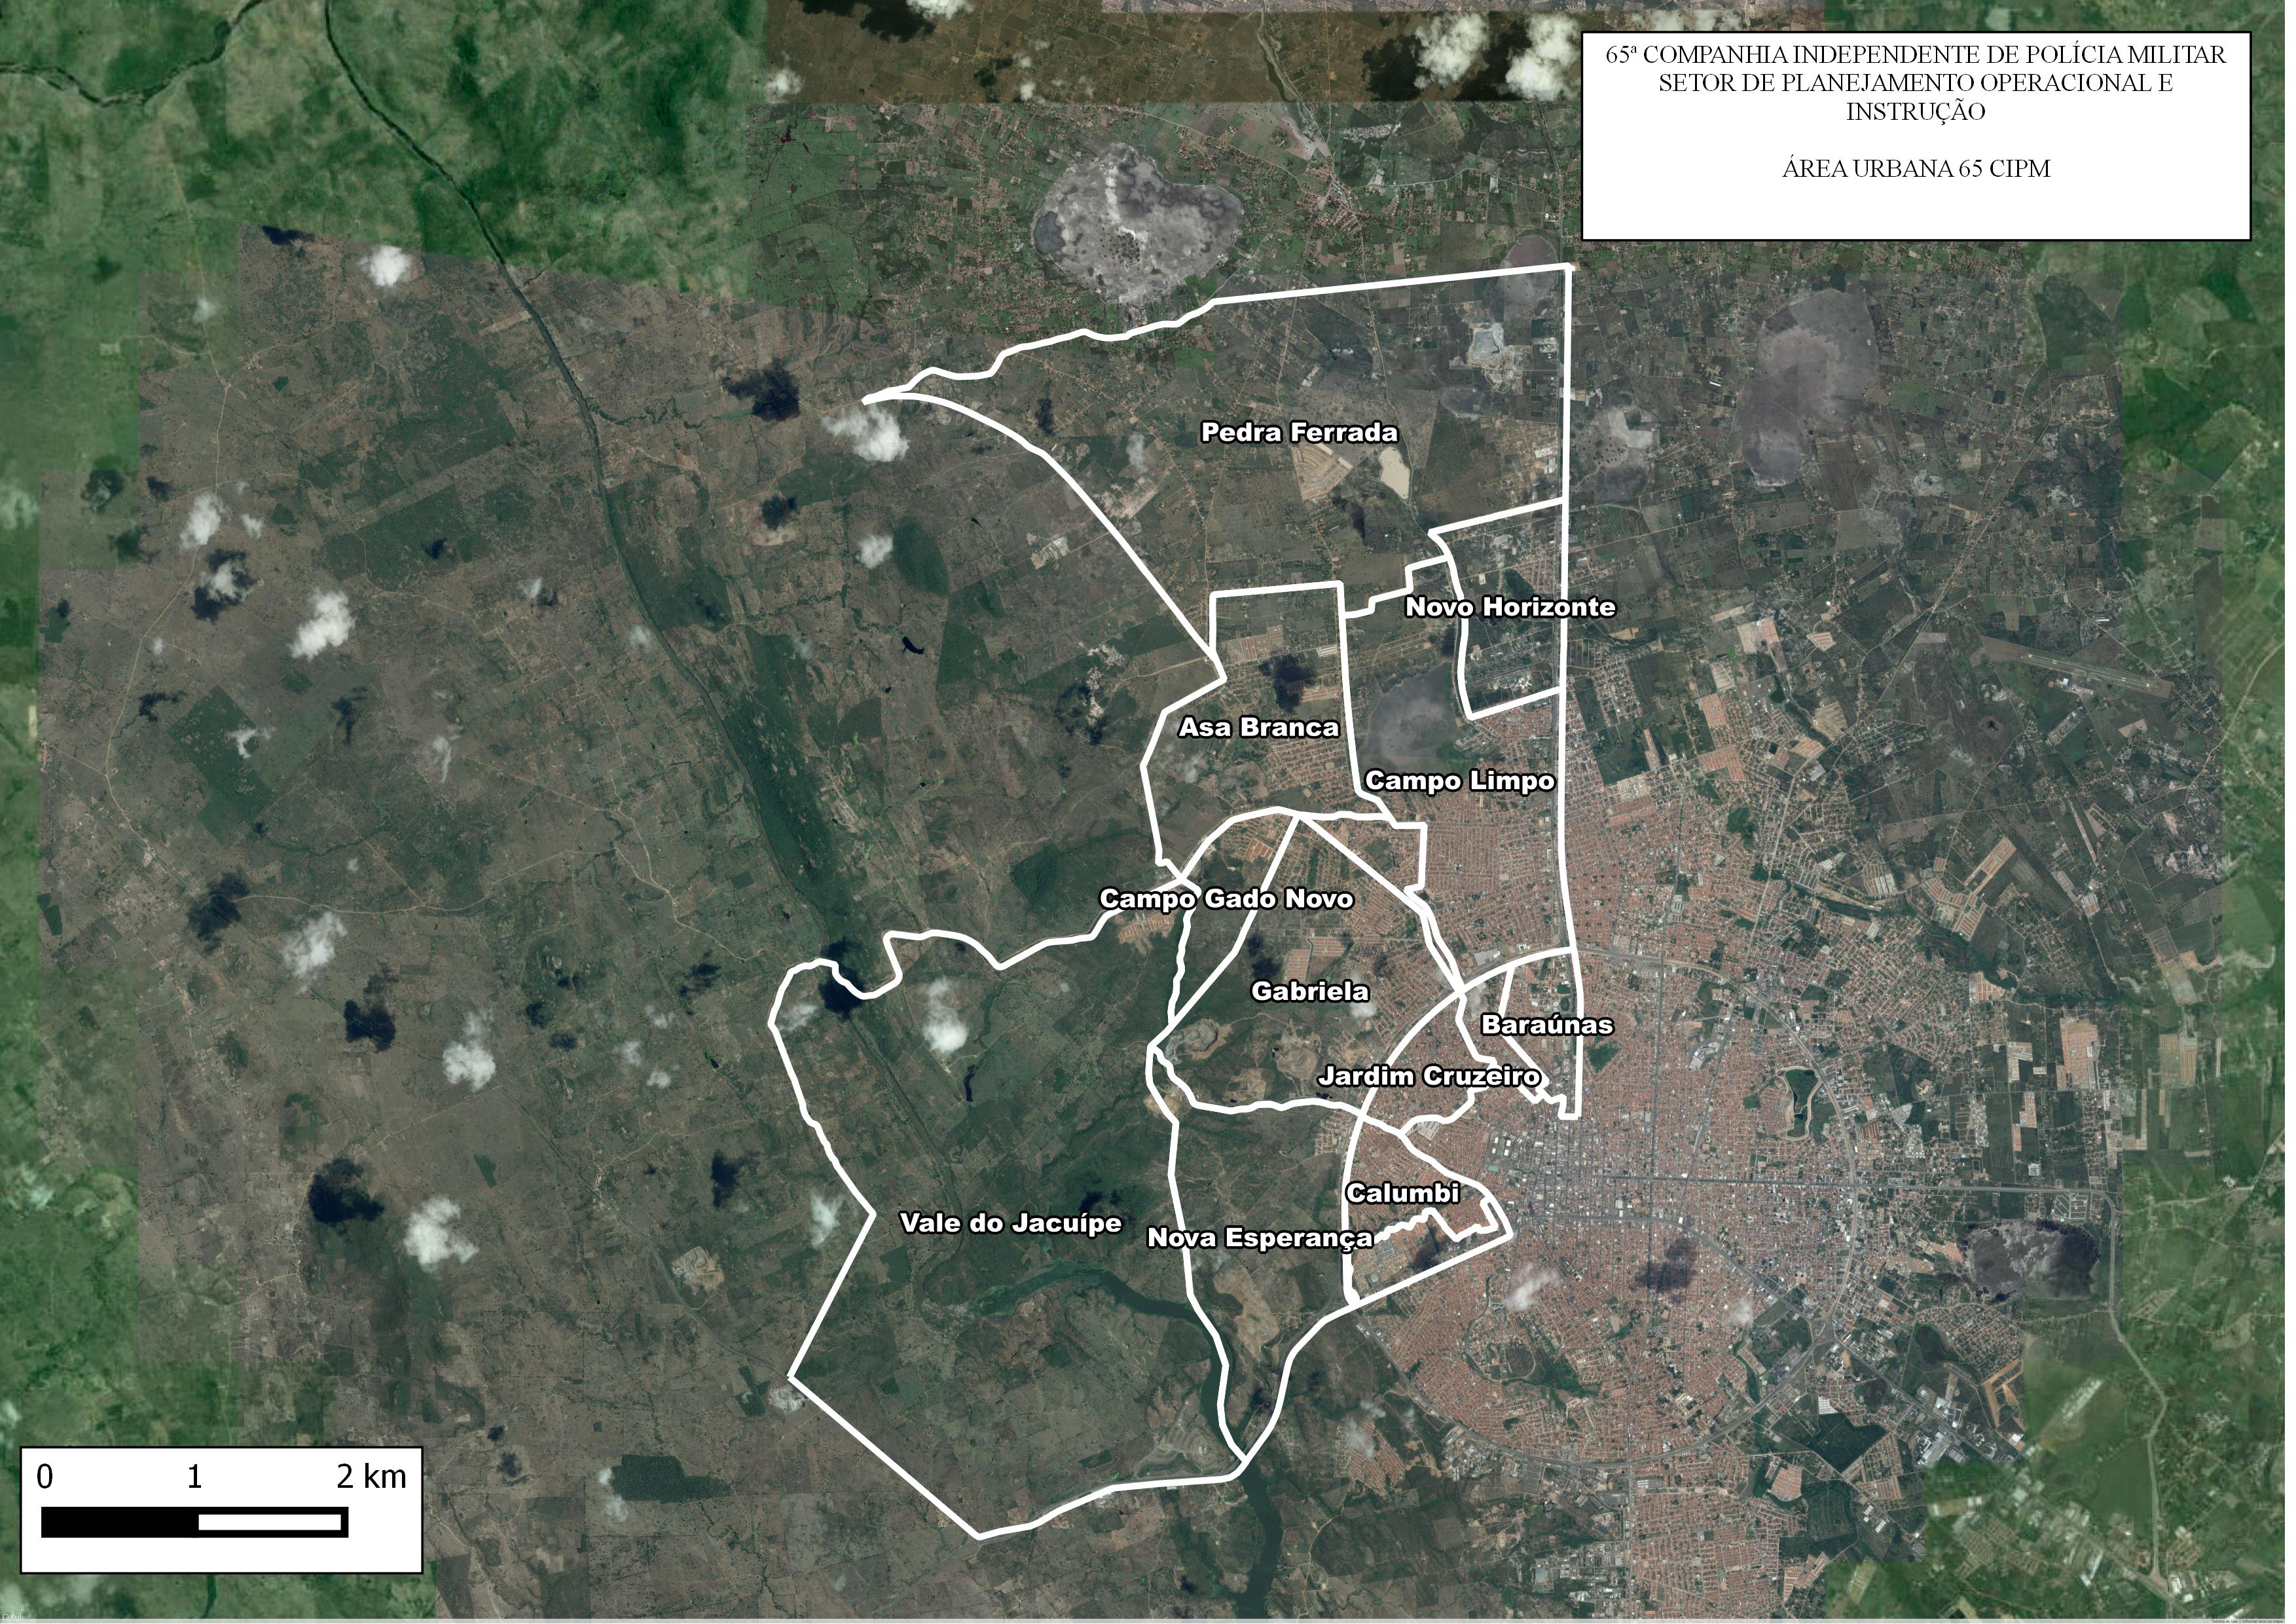 65ª COMPANHIA INDEPENDENTE DE POLÍCIA MILITAR
SETOR DE PLANEJAMENTO OPERACIONAL E
INSTRUÇÃO
ÁREA URBANA 65 CIPM
Pedra Ferrada
Novo Horizonte
Asa Branca
Campo Limpo
Campo Gado Novo
Gabriela
Baraúnas
Jardim Cruzeiro
Calumbi
Vale do Jacuípe
Nova Esperança
0 1 2 km